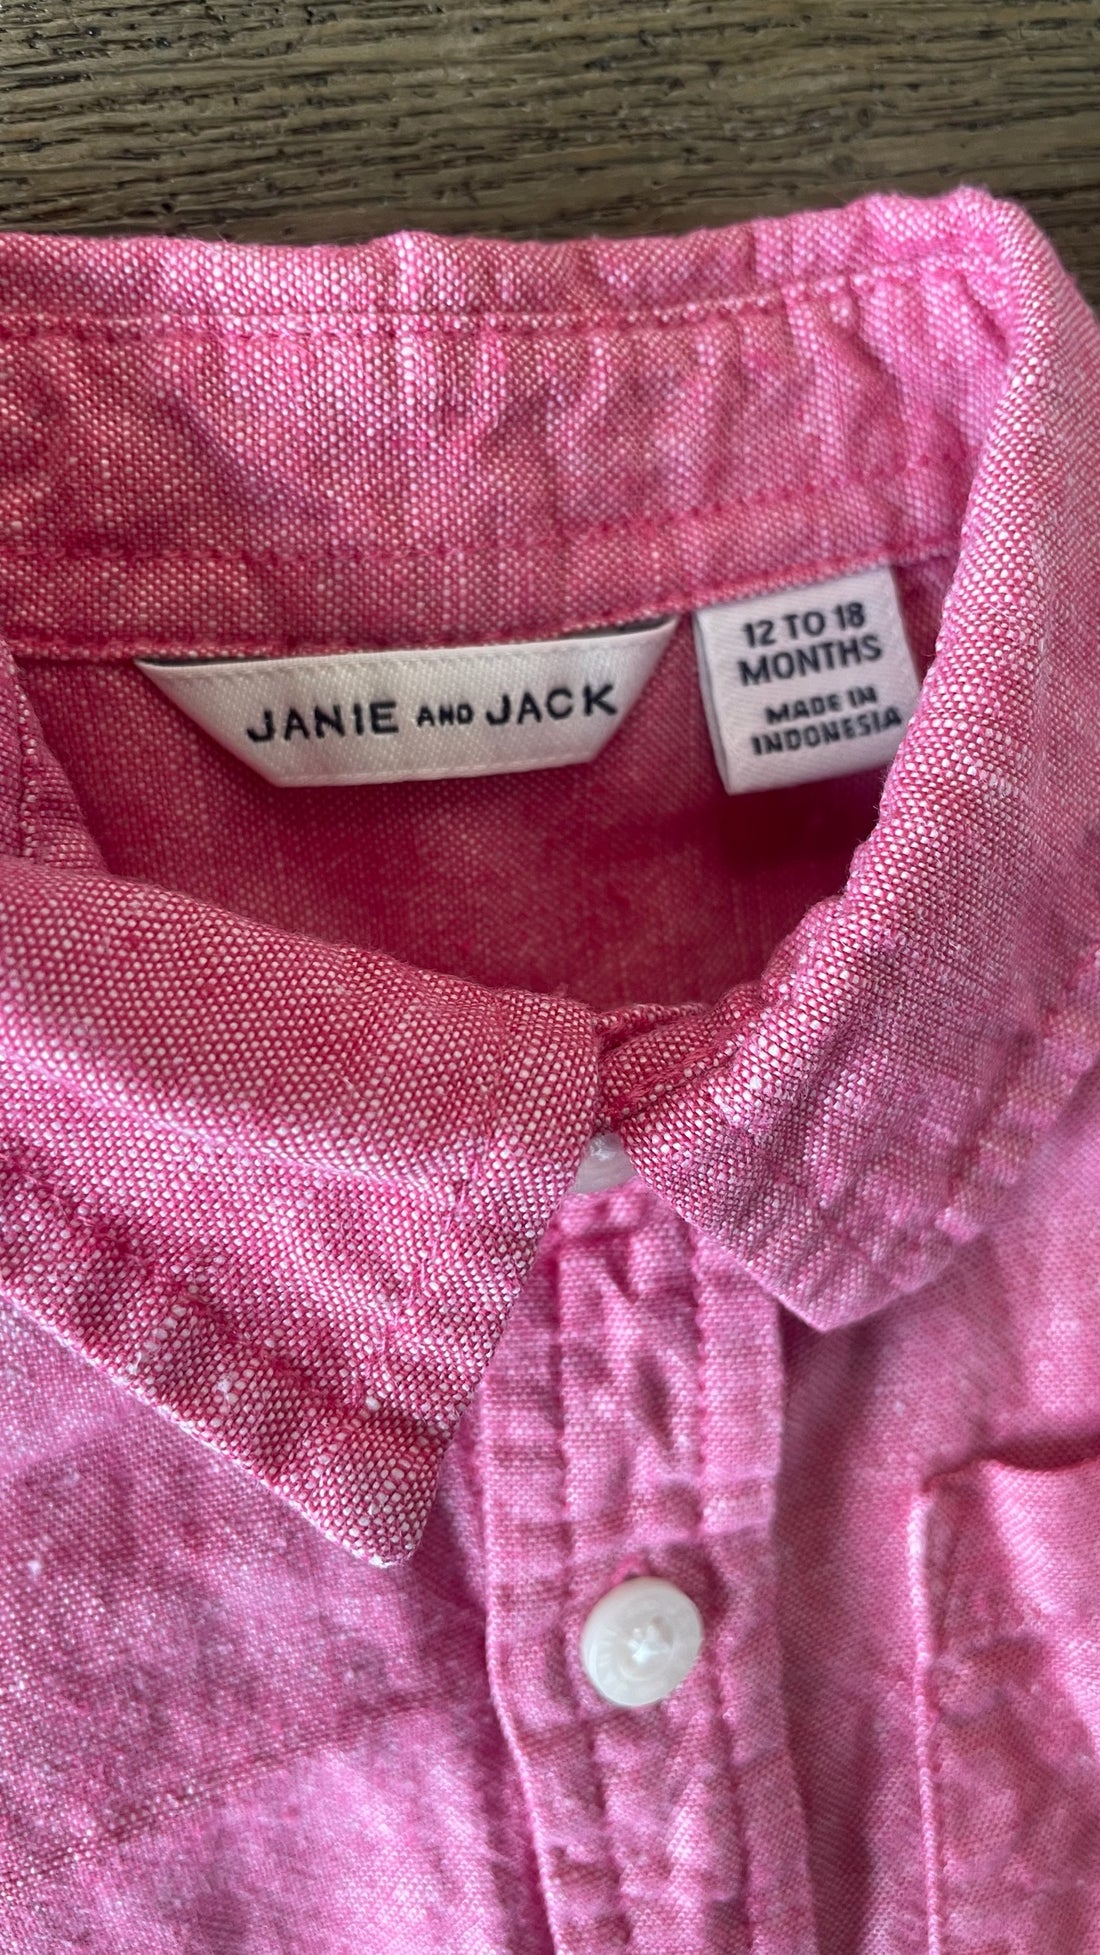 JANIE AND JACK
12 TO 18
MONTHS
MADE IN
INDONESIA